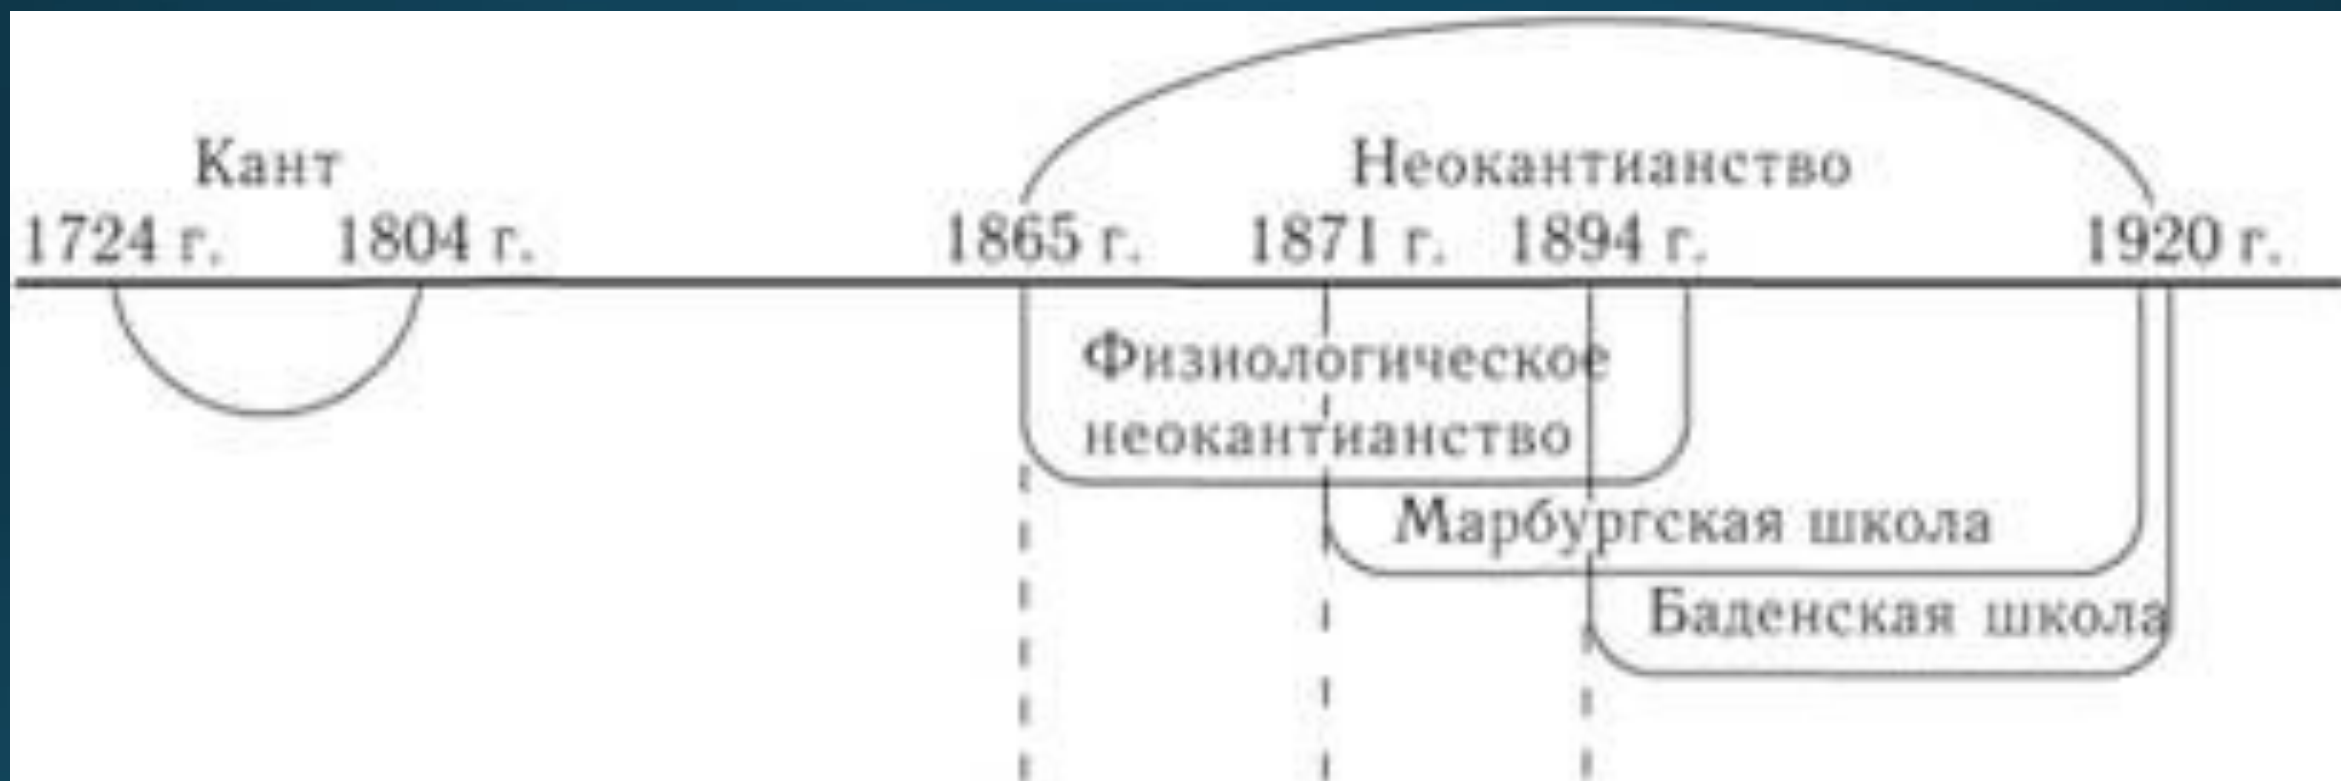 Кант
Неокантианство
1724 г.
1804 г.
1865 г.
1871 г.
1894 г.
1920 г.
Физиологическое
неокантианство
Марбургская школа
Баденская школа